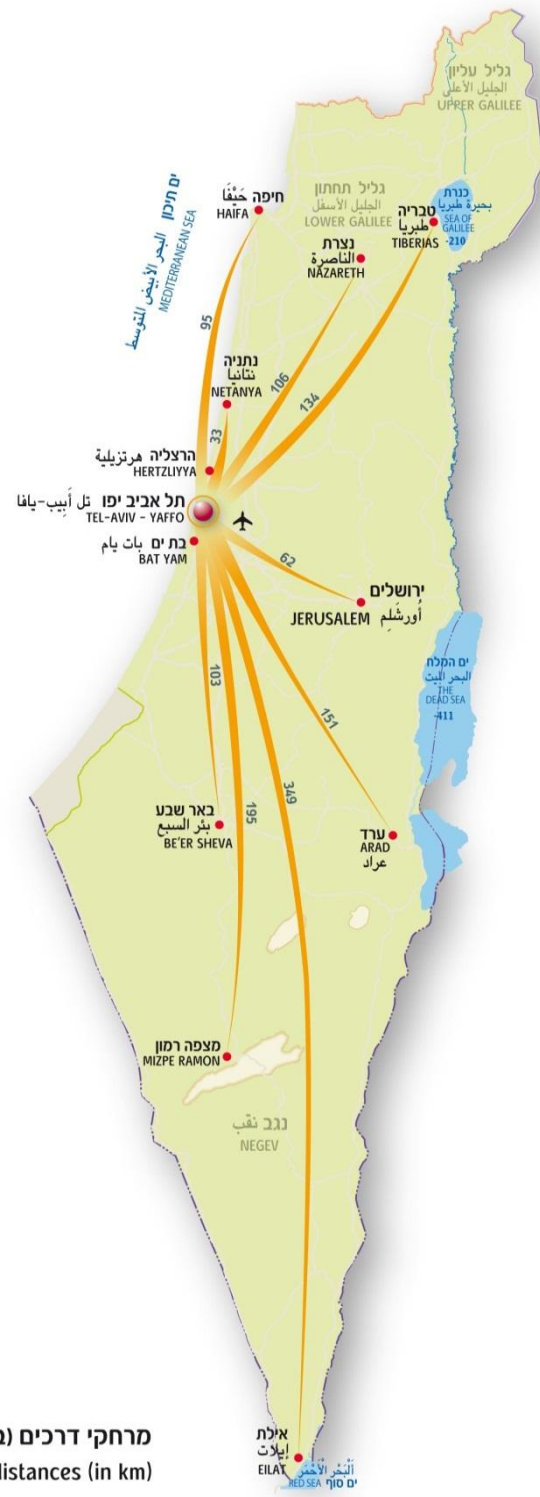 גליל עליון
الجليل الأعلى
UPPER GALILEE
ים תיכון البحر الأبيض المتوسط
MEDITERRANEAN SEA
חיפה حَيْفَا
HAIFA
גליל תחתון
الجليل الأسفل
LOWER GALILEE
כנרת
بحيرة طبريا
SEA OF
GALILEE
-210
טבריה
طبريا
TIBERIAS
נצרת
الناصرة
NAZARETH
95
106
134
נתניה
نتانيا
NETANYA
33
הרצליה هرتزيلية
HERTZLIYYA
תל אביב יפו تل أَبِيب-يافا
TEL-AVIV - YAFFO
בת ים بات يام
BAT YAM
62
ירושלים
JERUSALEM أُورشَلِم
ים המלח
البحر الميت
THE
DEAD SEA
-411
103
151
349
195
באר שבע
بئر السبع
BE'ER SHEVA
ערד
ARAD
عراد
מצפה רמון
MIZPE RAMON
נגב نقب
NEGEV
אילת
إيلات
EILAT
اَلْبَحْر الْأَحْمَر
RED SEA ים סוף
מרחקי דרכים
distances (in km)